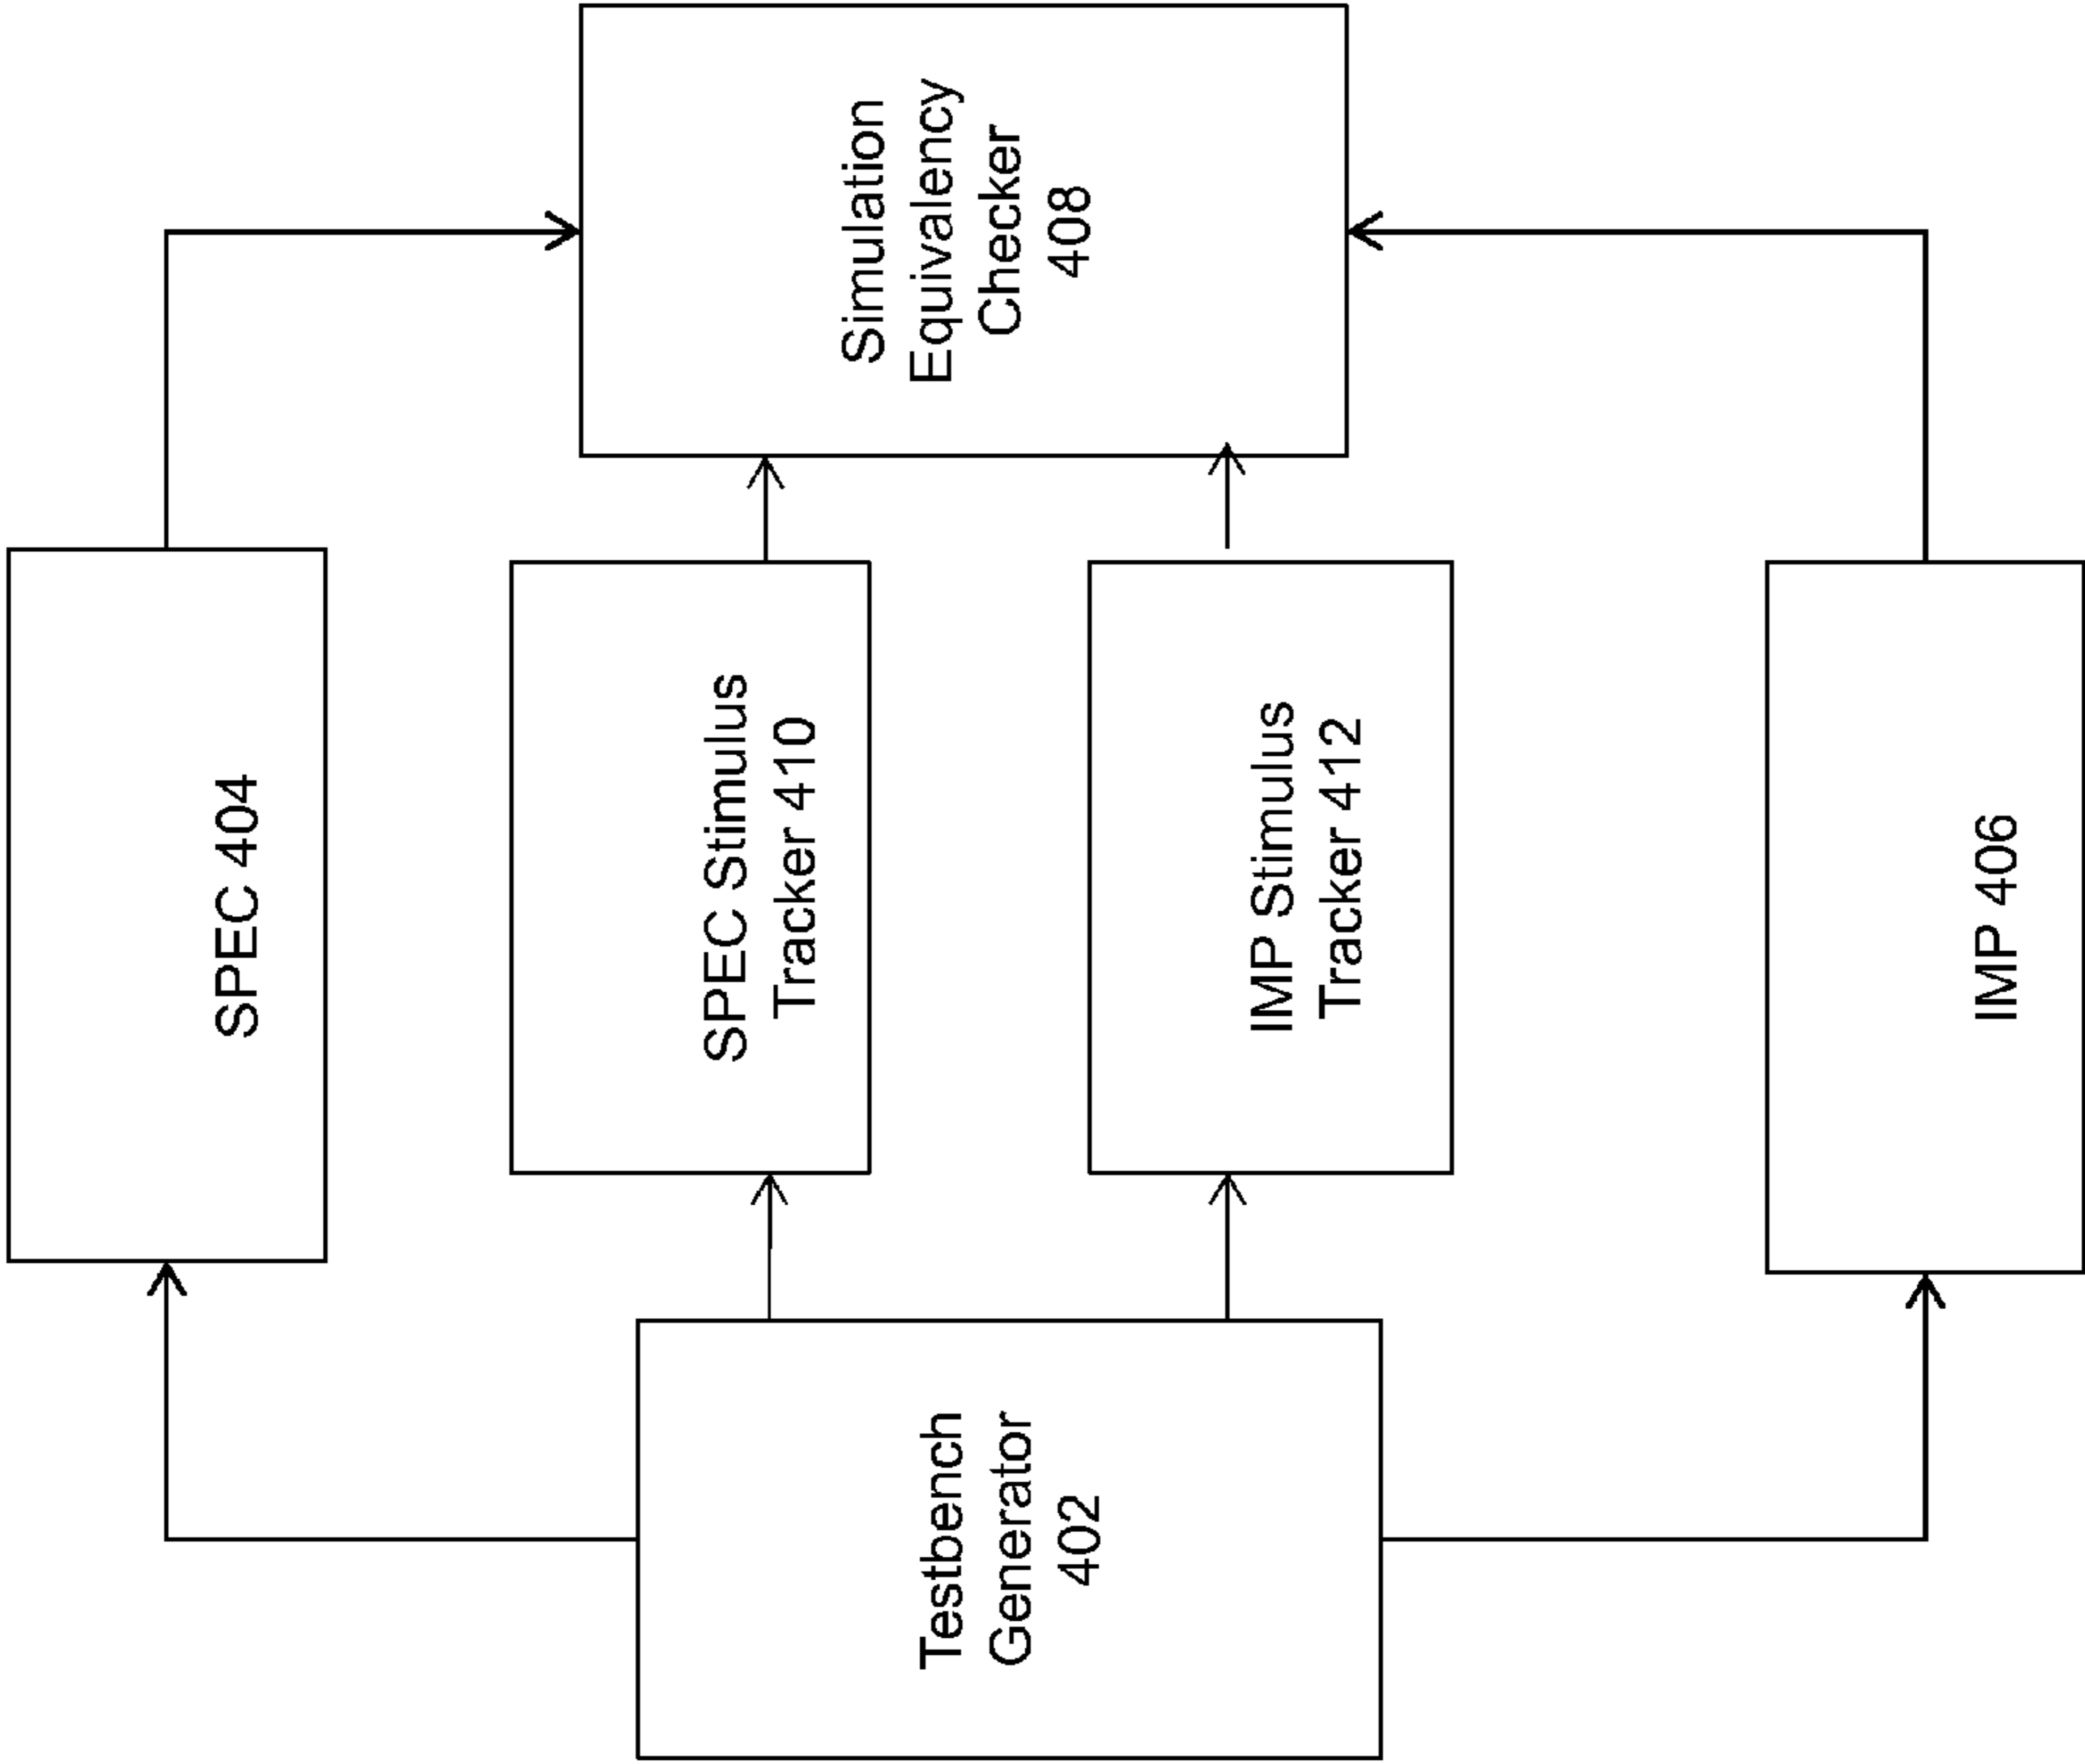 SPEC 404
Testbench
Generator
402
SPEC Stimulus
Tracker 410
IMP Stimulus
Tracker 412
Simulation
Equivalency
Checker
408
IMP 406